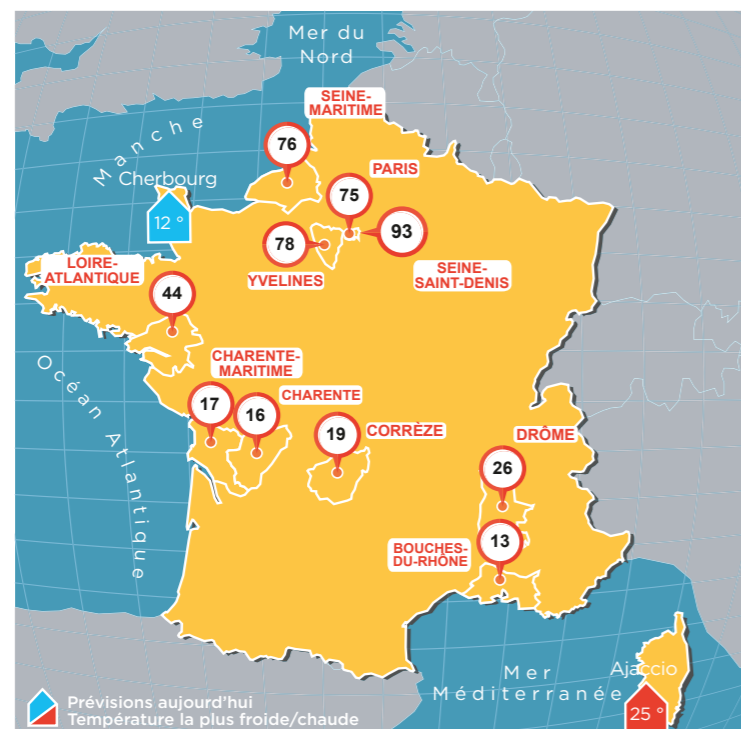 Mer du
Nord
SEINE-
MARITIME
76
Manche
PARIS
Cherbourg
75
12 °
93
78
LOIRE-
ATLANTIQUE
YVELINES
SEINE-
SAINT-DENIS
44
CHARENTE-
MARITIME
Océan Atlantique
CHARENTE
17
16
19
CORRÈZE
DRÔME
26
13
BOUCHES-
DU-RHÔNE
Mer
Méditerranée
Ajaccio
25 °
Prévisions aujourd'hui
Température la plus froide/chaude